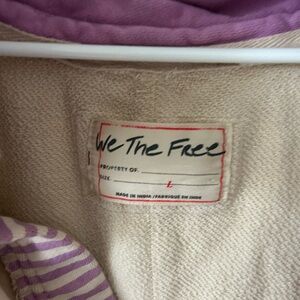 We The Free
PROPERTY OF
SIZE L
MADE IN INDIA / FABRIQUÉ EN INDE